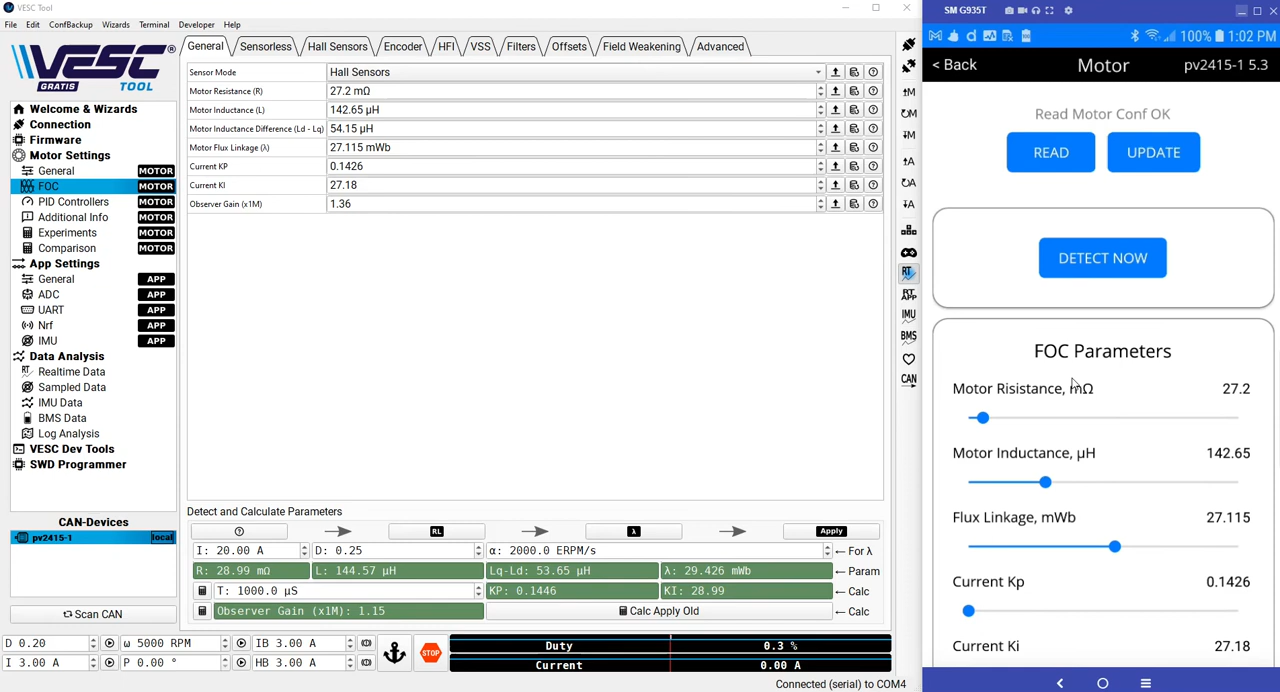 VESC Tool
File Edit ConfBackup Wizards Terminal Developer Help
VESC
GRATIS TOOL
Welcome & Wizards
Connection
Firmware
Motor Settings
General MOTOR
FOC MOTOR
PID Controllers MOTOR
Additional Info MOTOR
Experiments MOTOR
Comparison MOTOR
App Settings
General APP
ADC APP
UART APP
Nrf APP
IMU APP
Data Analysis
RT Realtime Data
Sampled Data
IMU Data
BMS Data
Log Analysis
VESC Dev Tools
SWD Programmer
CAN-Devices
pv2415-1 local
Scan CAN
General Sensorless Hall Sensors Encoder HFI VSS Filters Offsets Field Weakening Advanced
Sensor Mode Hall Sensors
Motor Resistance (R) 27.2 mΩ
Motor Inductance (L) 142.65 µH
Motor Inductance Difference (Ld - Lq) 54.15 µH
Motor Flux Linkage (λ) 27.115 mWb
Current KP 0.1426
Current KI 27.18
Observer Gain (x1M) 1.36
Detect and Calculate Parameters
RL λ Apply
I: 20.00 A D: 0.25 α: 2000.0 ERPM/s ← For λ
R: 28.99 mΩ L: 144.57 µH Lq-Ld: 53.65 µH λ: 29.426 mWb ← Param
T: 1000.0 µS KP: 0.1446 KI: 28.99 ← Calc
Observer Gain (x1M): 1.15 Calc Apply Old ← Calc
D 0.20 ω 5000 RPM IB 3.00 A
I 3.00 A P 0.00 ° HB 3.00 A
STOP
Duty 0.3 %
Current 0.00 A
Connected (serial) to COM4
M
M
M
A
A
A
RT
RT
APP
IMU
BMS
CAN
SM G935T
100% 1:02 PM
< Back Motor pv2415-1 5.3
Read Motor Conf OK
READ UPDATE
DETECT NOW
FOC Parameters
Motor Risistance, mΩ 27.2
Motor Inductance, µH 142.65
Flux Linkage, mWb 27.115
Current Kp 0.1426
Current Ki 27.18